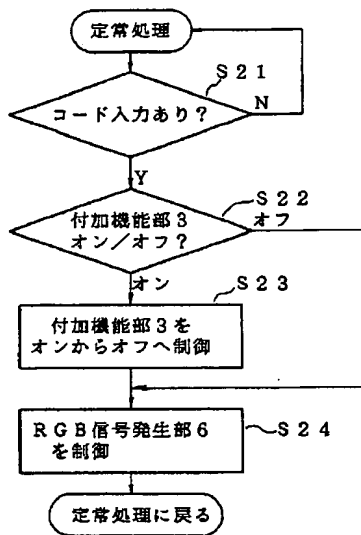 定常処理
S21
コード入力あり?
N
Y
S22
付加機能部3
オン/オフ?
オフ
オン
S23
付加機能部3を
オンからオフへ制御
RGB信号発生部6
を制御
S24
定常処理に戻る